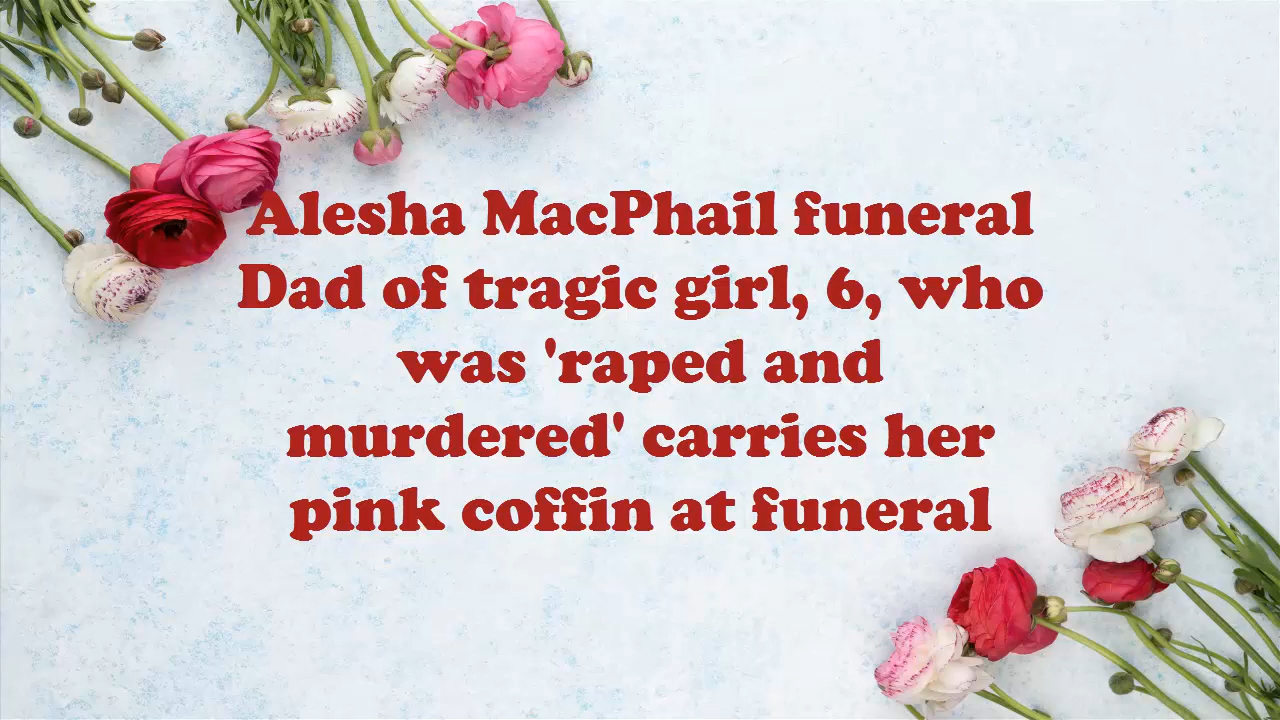 Alesha MacPhail funeral
Dad of tragic girl, 6, who
was 'raped and
murdered' carries her
pink coffin at funeral